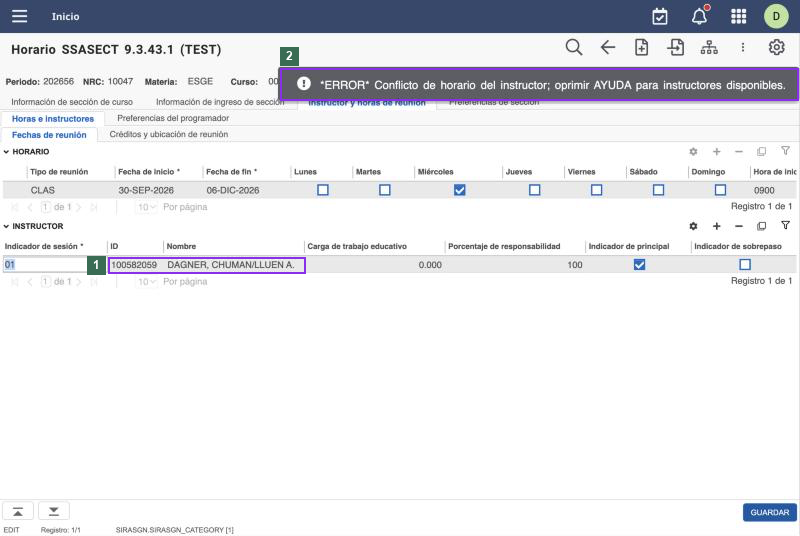 Inicio
D
Horario SSASECT 9.3.43.1 (TEST)
2
Periodo: 202656 NRC: 10047 Materia: ESGE Curso: 00
*ERROR* Conflicto de horario del instructor; oprimir AYUDA para instructores disponibles.
Información de sección de curso Información de ingreso de sección Instructor y horas de reunión Preferencias de sección
Horas e instructores Preferencias del programador
Fechas de reunión Créditos y ubicación de reunión
HORARIO
Tipo de reunión Fecha de inicio * Fecha de fin * Lunes Martes Miércoles Jueves Viernes Sábado Domingo Hora de inic
CLAS 30-SEP-2026 06-DIC-2026 0900
1 de 1 10 Por página Registro 1 de 1
INSTRUCTOR
Indicador de sesión * ID Nombre Carga de trabajo educativo Porcentaje de responsabilidad Indicador de principal Indicador de sobrepaso
01 1 100582059 DAGNER, CHUMAN/LLUEN A. 0.000 100
1 de 1 10 Por página Registro 1 de 1
GUARDAR
EDIT Registro: 1/1 SIRASGN.SIRASGN_CATEGORY [1]